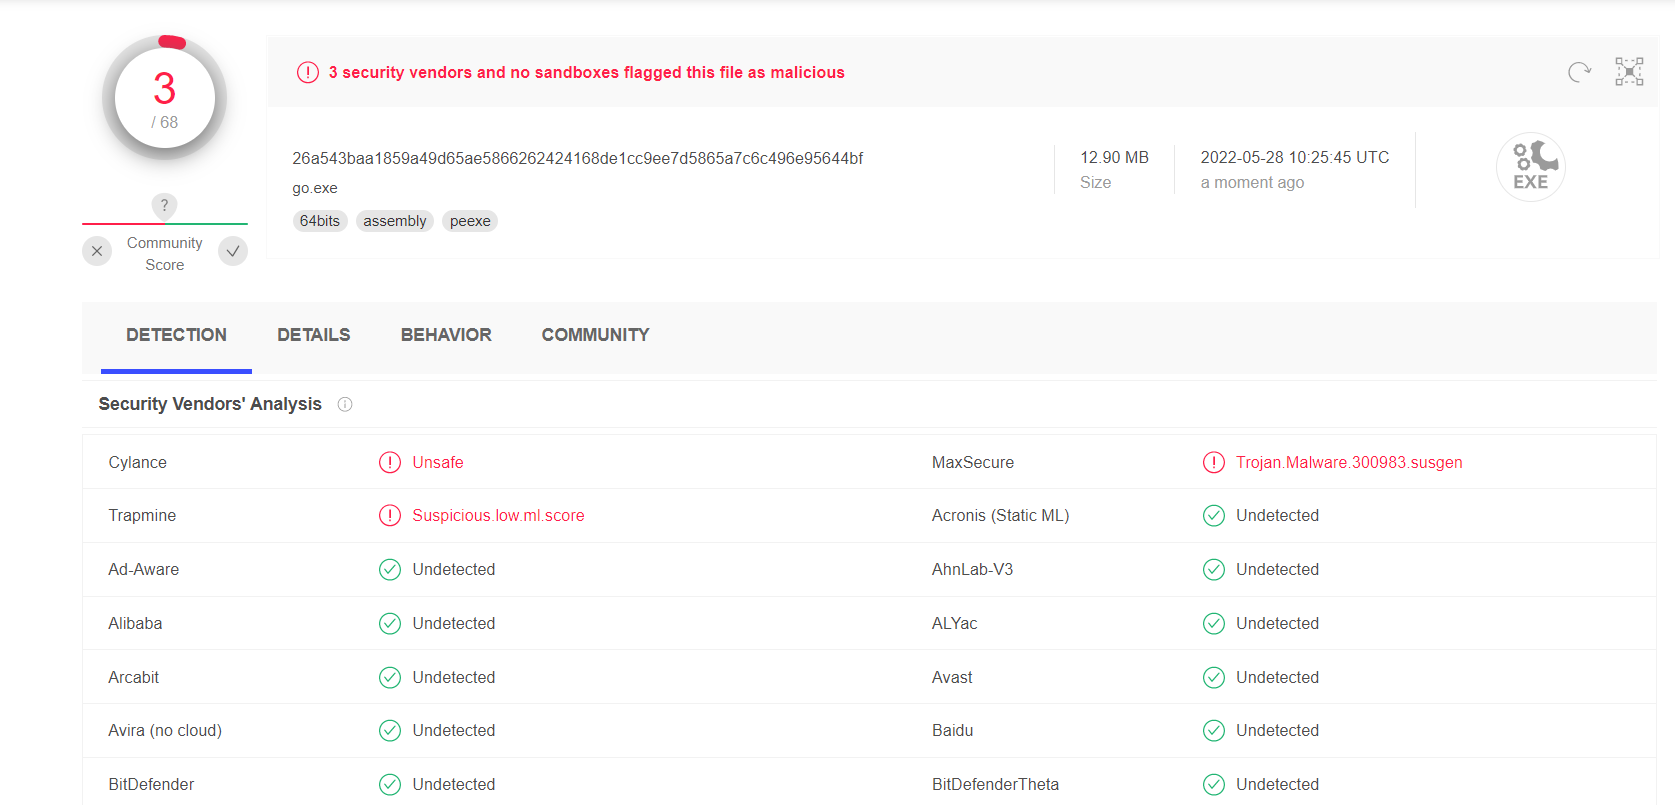 3
/ 68
?
Community
Score
3 security vendors and no sandboxes flagged this file as malicious
26a543baa1859a49d65ae5866262424168de1cc9ee7d5865a7c6c496e95644bf
go.exe
64bits assembly peexe
12.90 MB
Size
2022-05-28 10:25:45 UTC
a moment ago
EXE
DETECTION DETAILS BEHAVIOR COMMUNITY
Security Vendors' Analysis
Cylance Unsafe MaxSecure Trojan.Malware.300983.susgen
Trapmine Suspicious.low.ml.score Acronis (Static ML) Undetected
Ad-Aware Undetected AhnLab-V3 Undetected
Alibaba Undetected ALYac Undetected
Arcabit Undetected Avast Undetected
Avira (no cloud) Undetected Baidu Undetected
BitDefender Undetected BitDefenderTheta Undetected